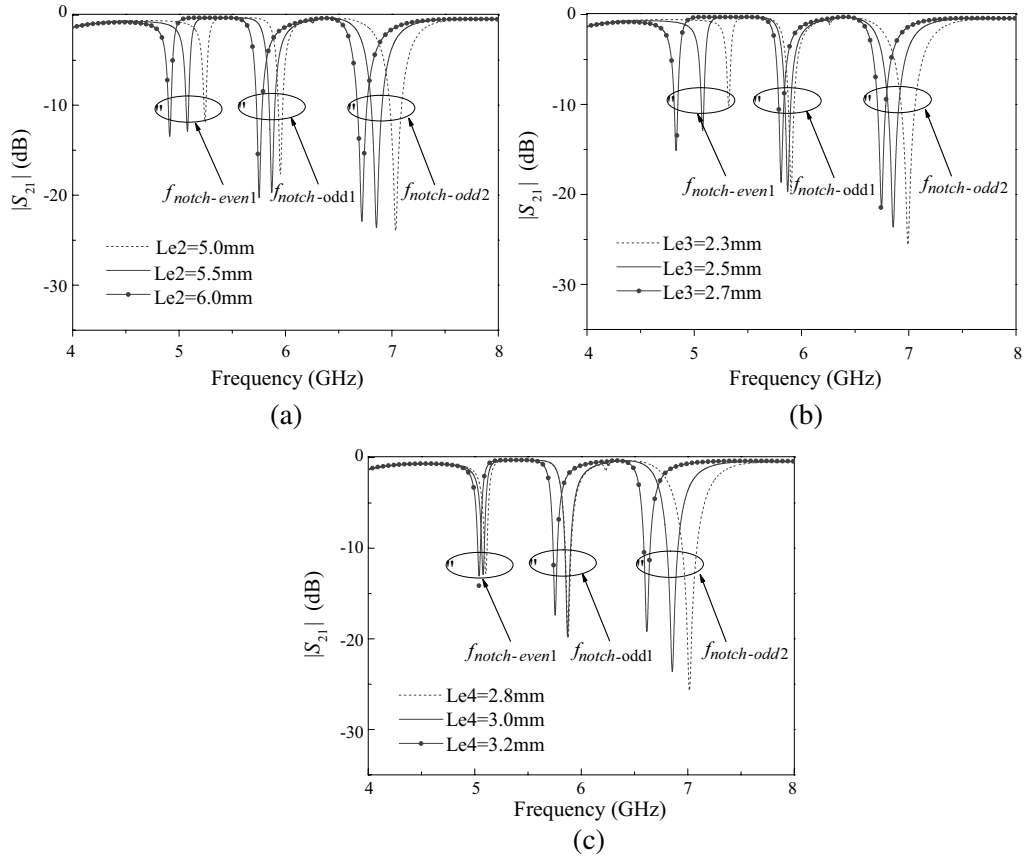 0
-10
-20
-30
|S21| (dB)
fnotch-even1
fnotch-odd1
fnotch-odd2
Le2=5.0mm
Le2=5.5mm
Le2=6.0mm
4 5 6 7 8
Frequency (GHz)
(a)
0
-10
-20
-30
|S21| (dB)
fnotch-even1
fnotch-odd1
fnotch-odd2
Le3=2.3mm
Le3=2.5mm
Le3=2.7mm
4 5 6 7 8
Frequency (GHz)
(b)
0
-10
-20
-30
|S21| (dB)
fnotch-even1
fnotch-odd1
fnotch-odd2
Le4=2.8mm
Le4=3.0mm
Le4=3.2mm
4 5 6 7 8
Frequency (GHz)
(c)